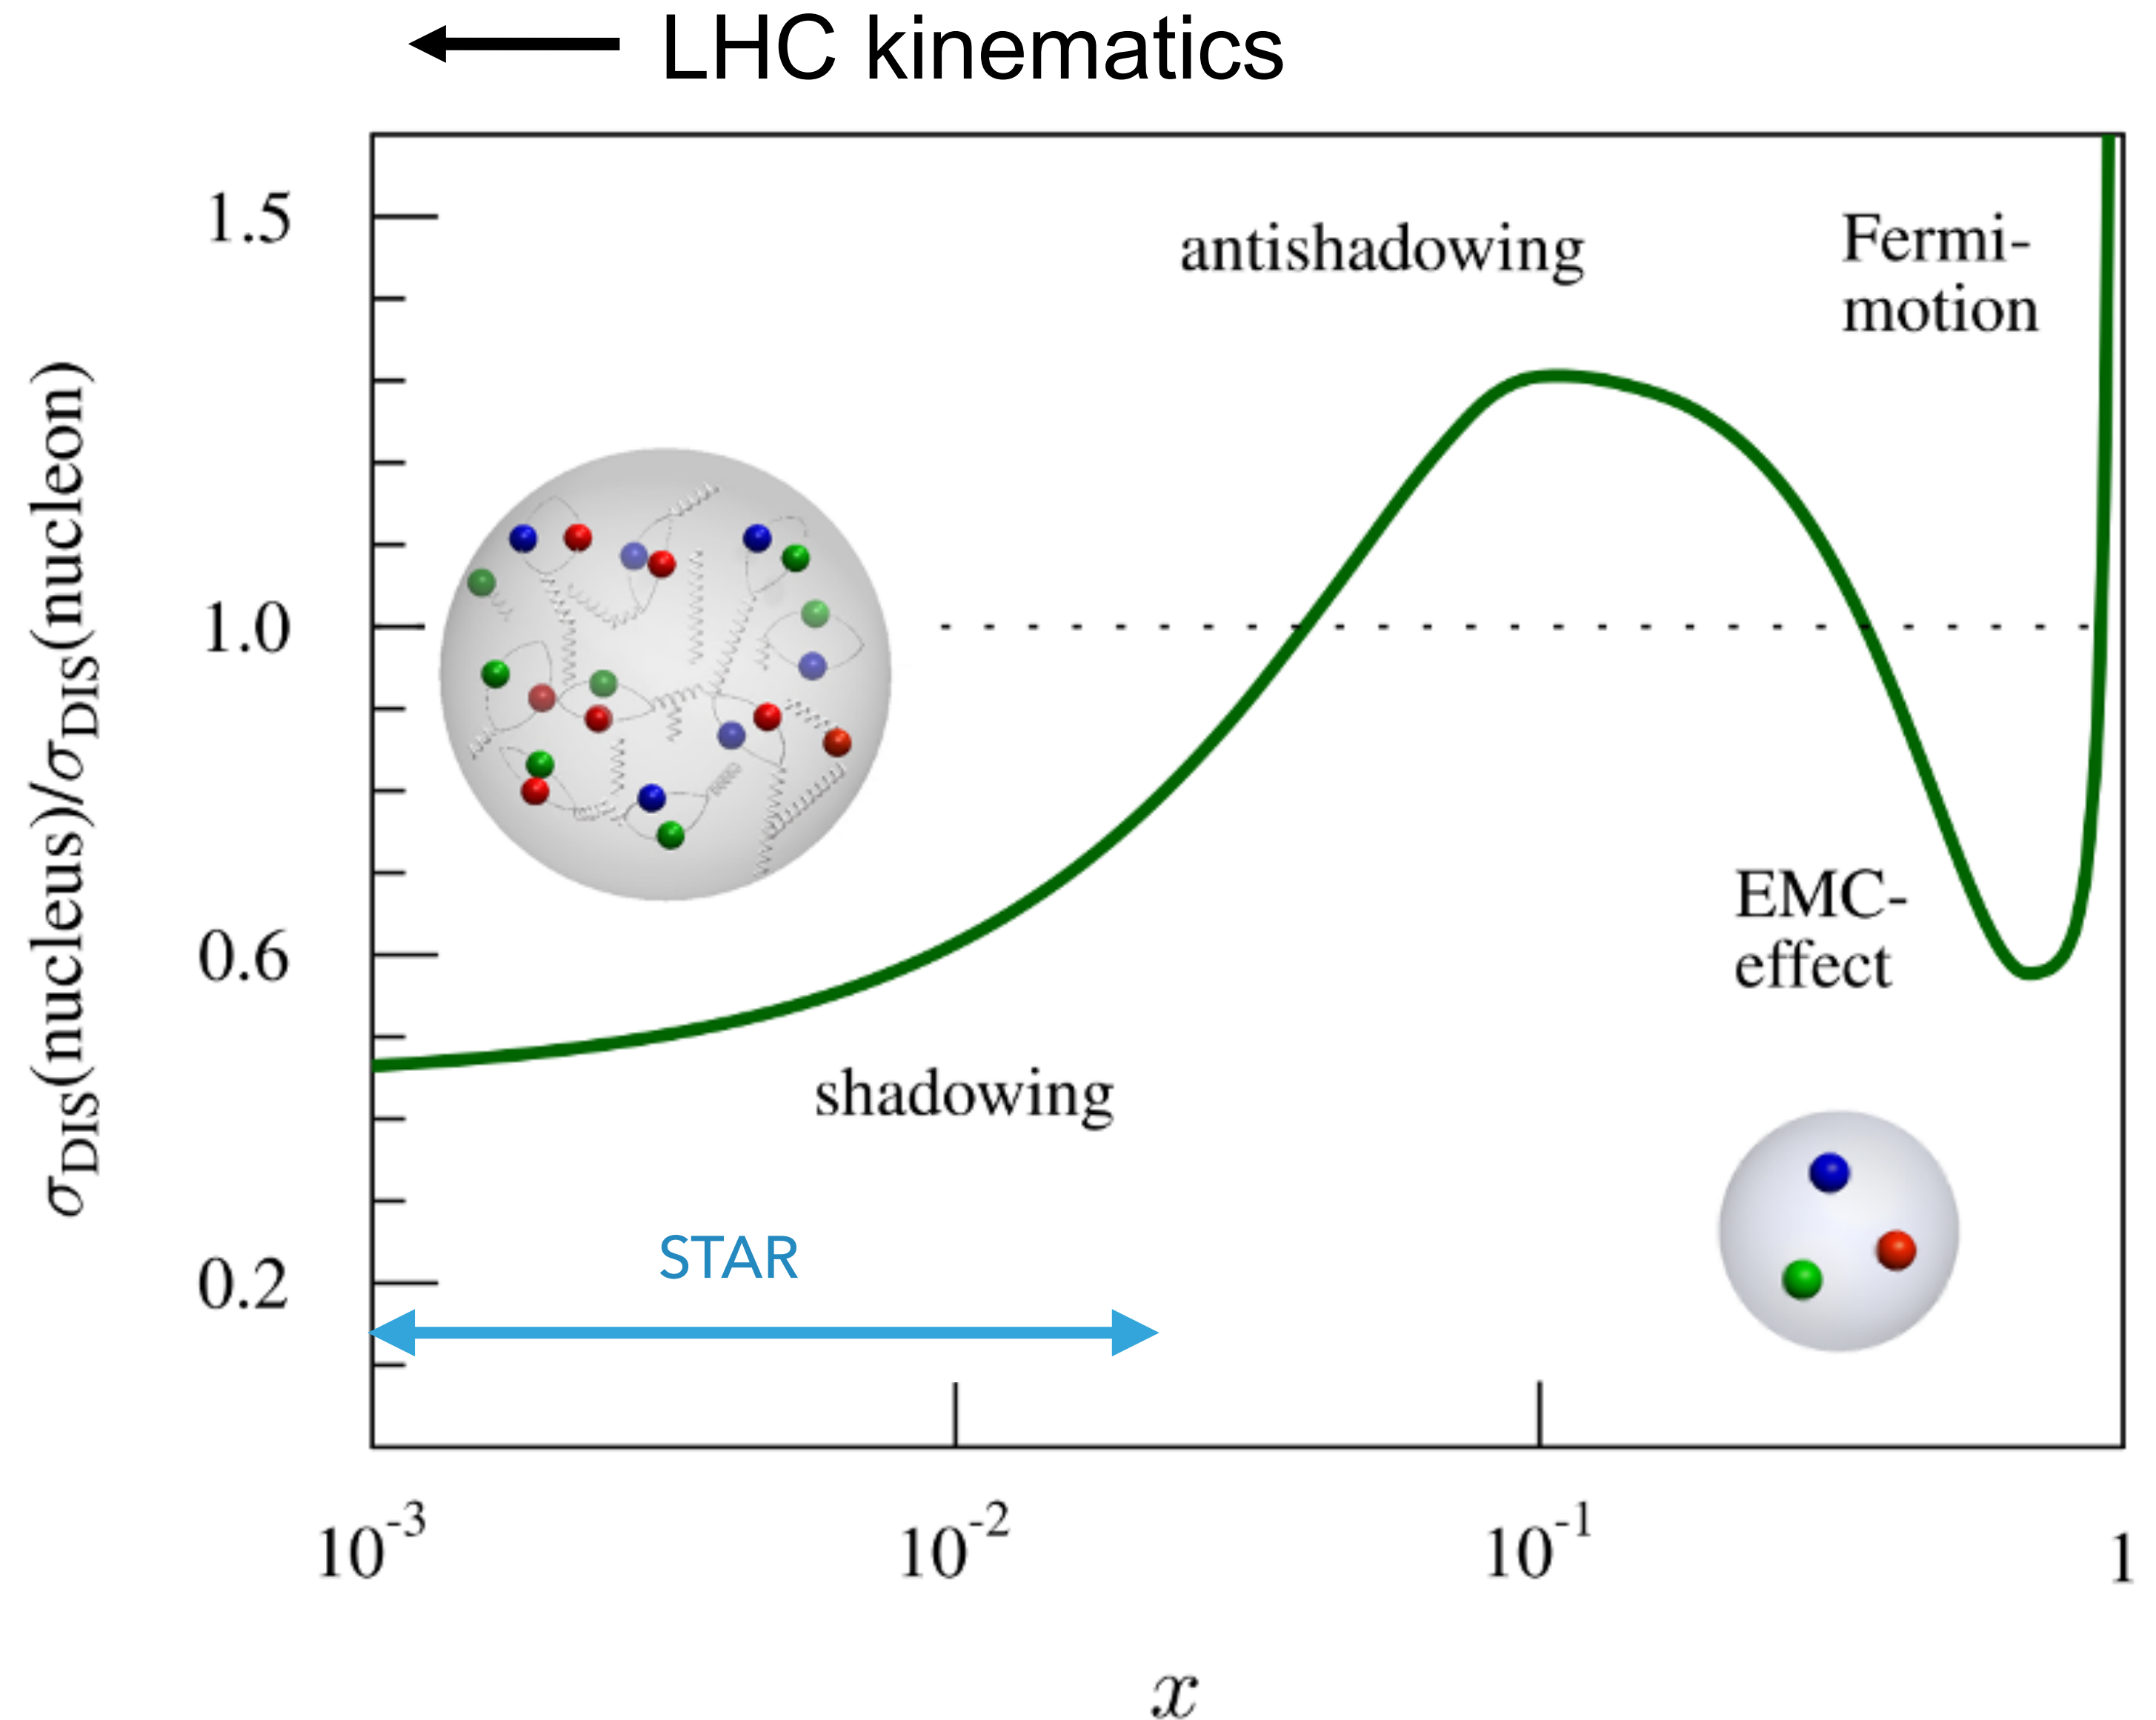 LHC kinematics
1.5
antishadowing
Fermi-
motion
1.0
σDIS(nucleus)/σDIS(nucleon)
EMC-
effect
0.6
shadowing
STAR
0.2
10-3
10-2
10-1
1
x